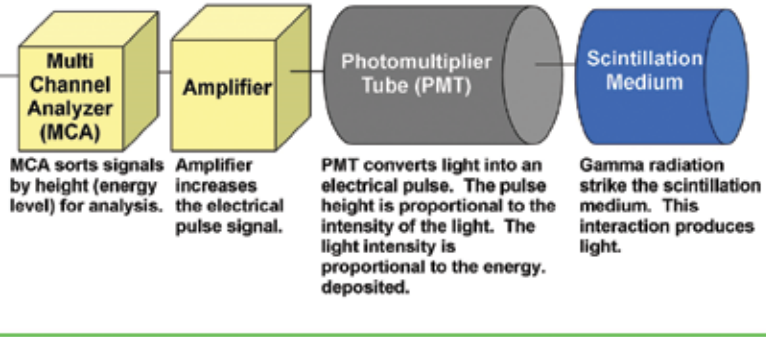 Multi
Channel
Analyzer
(MCA)
Amplifier
Photomultiplier
Tube (PMT)
Scintillation
Medium
MCA sorts signals
by height (energy
level) for analysis.
Amplifier
increases
the electrical
pulse signal.
PMT converts light into an
electrical pulse. The pulse
height is proportional to the
intensity of the light. The
light intensity is
proportional to the energy.
deposited.
Gamma radiation
strike the scintillation
medium. This
interaction produces
light.